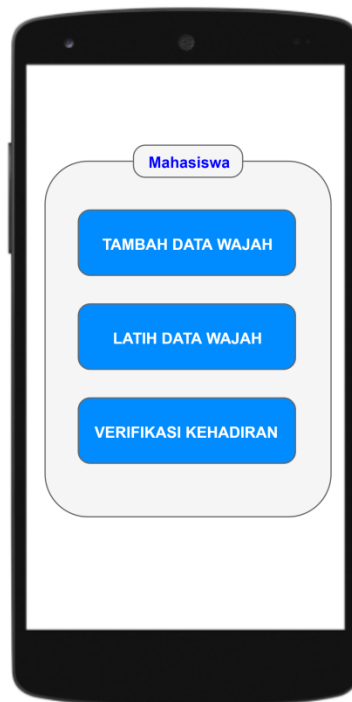 Mahasiswa
TAMBAH DATA WAJAH
LATIH DATA WAJAH
VERIFIKASI KEHADIRAN